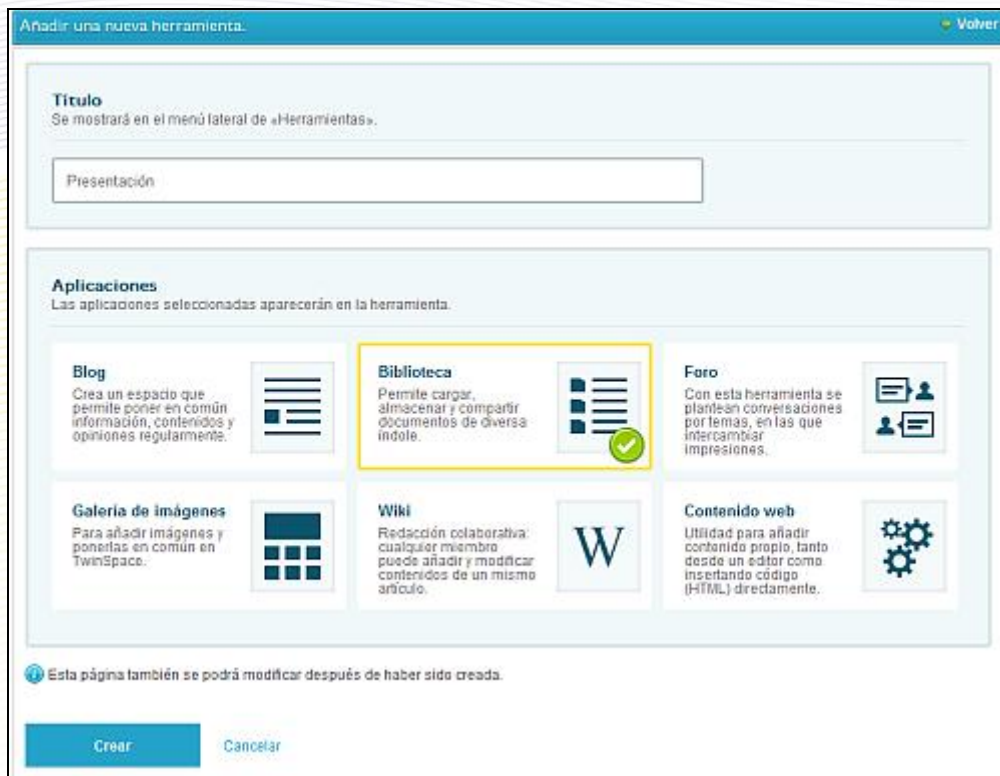 Añadir una nueva herramienta.
Volver
Título
Se mostrará en el menú lateral de «Herramientas».
Presentación
Aplicaciones
Las aplicaciones seleccionadas aparecerán en la herramienta.
Blog
Crea un espacio que
permite poner en común
información, contenidos y
opiniones regularmente.
Biblioteca
Permite cargar,
almacenar y compartir
documentos de diversa
índole.
Foro
Con esta herramienta se
plantean conversaciones
por temas, en las que
intercambiar
impresiones.
Galería de imágenes
Para añadir imágenes y
ponerlas en común en
TwinSpace.
Wiki
Redacción colaborativa:
cualquier miembro
puede añadir y modificar
contenidos de un mismo
artículo.
W
Contenido web
Utilidad para añadir
contenido propio, tanto
desde un editor como
insertando código
(HTML) directamente.
Esta página también se podrá modificar después de haber sido creada.
Crear
Cancelar